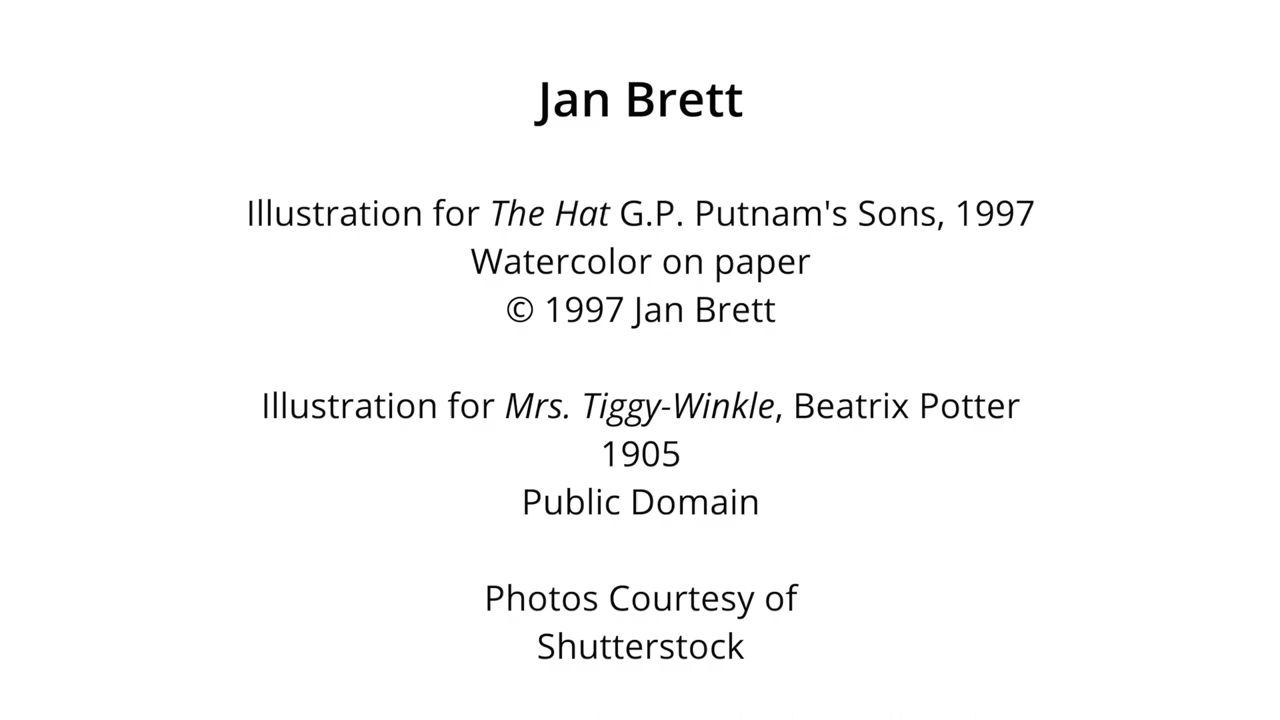 Jan Brett
Illustration for The Hat G.P. Putnam's Sons, 1997
Watercolor on paper
© 1997 Jan Brett
Illustration for Mrs. Tiggy-Winkle, Beatrix Potter
1905
Public Domain
Photos Courtesy of
Shutterstock